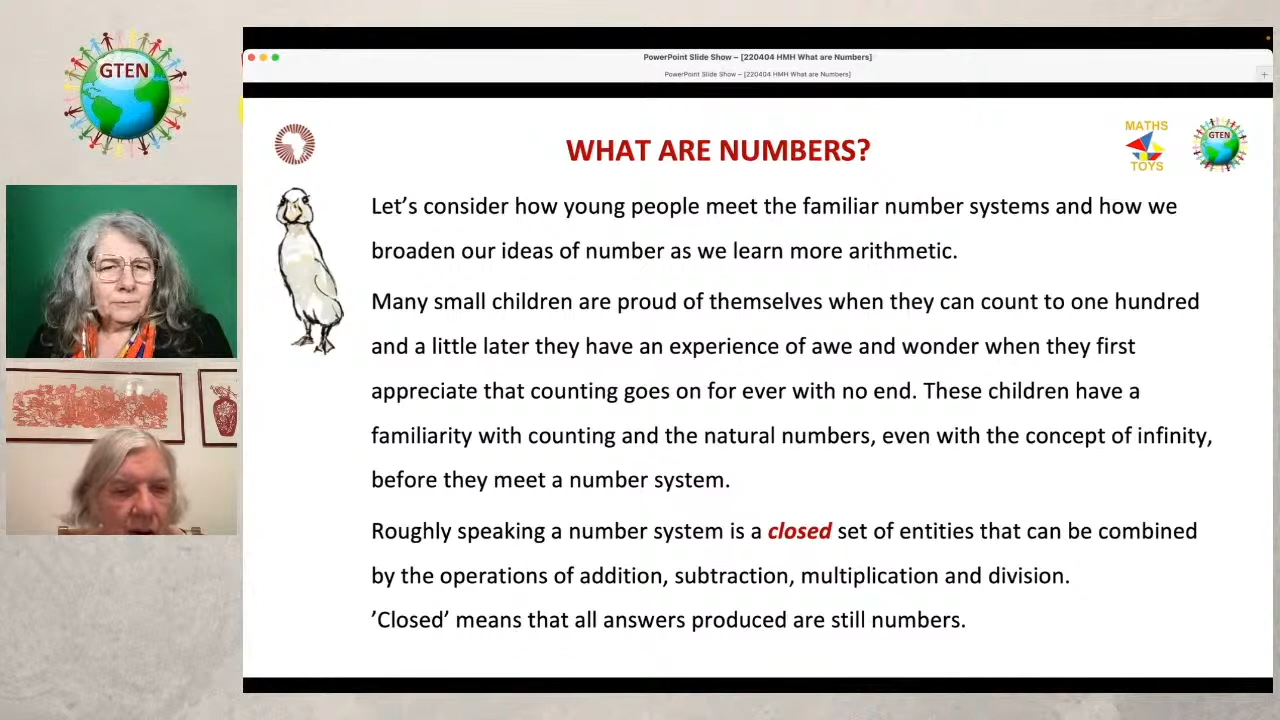 GTEN
PowerPoint Slide Show – [220404 HMH What are Numbers]
PowerPoint Slide Show – [220404 HMH What are Numbers]
WHAT ARE NUMBERS?
MATHS
TOYS
GTEN
Let’s consider how young people meet the familiar number systems and how we
broaden our ideas of number as we learn more arithmetic.
Many small children are proud of themselves when they can count to one hundred
and a little later they have an experience of awe and wonder when they first
appreciate that counting goes on for ever with no end. These children have a
familiarity with counting and the natural numbers, even with the concept of infinity,
before they meet a number system.
Roughly speaking a number system is a closed set of entities that can be combined
by the operations of addition, subtraction, multiplication and division.
’Closed’ means that all answers produced are still numbers.